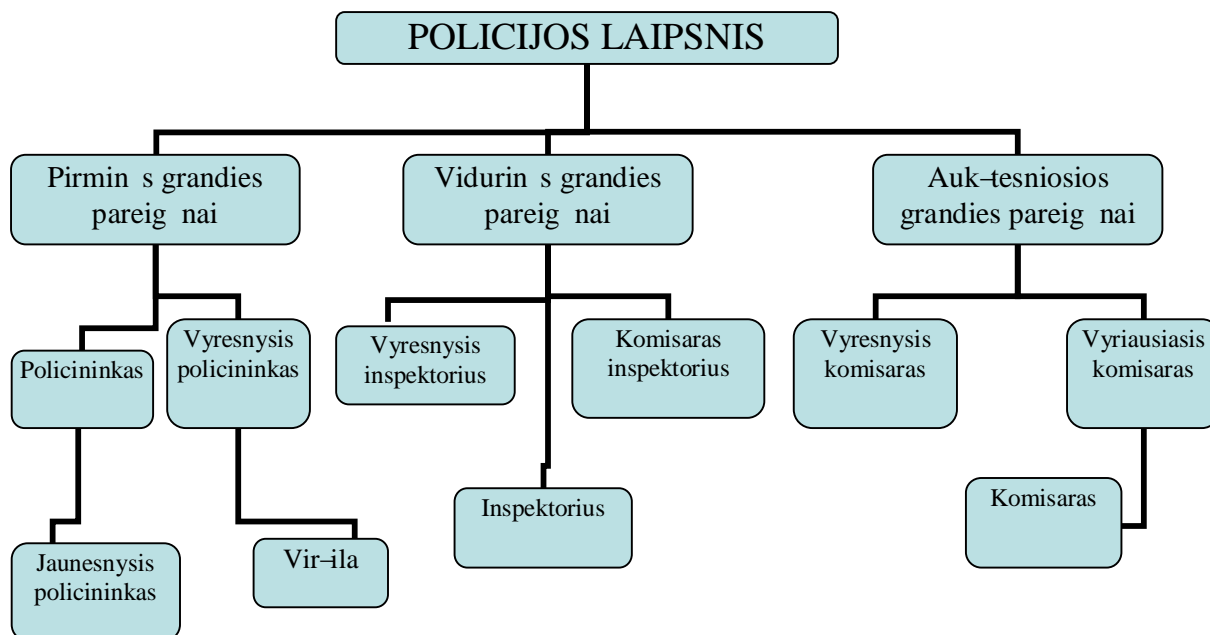 POLICIJOS LAIPSNIS
Pirmin s grandies
pareig nai
Vidurin s grandies
pareig nai
Auk–tesniosios
grandies pareig nai
Policininkas
Vyresnysis
policininkas
Vyresnysis
inspektorius
Komisaras
inspektorius
Vyresnysis
komisaras
Vyriausiasis
komisaras
Jaunesnysis
policininkas
Vir–ila
Inspektorius
Komisaras